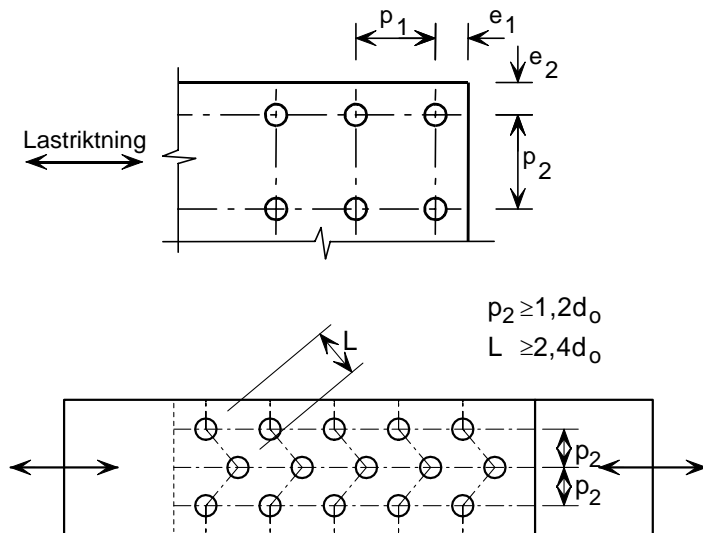 p1
e1
e2
Lastriktning
p2
p2 ≥1,2do
L ≥2,4do
L
p2
p2